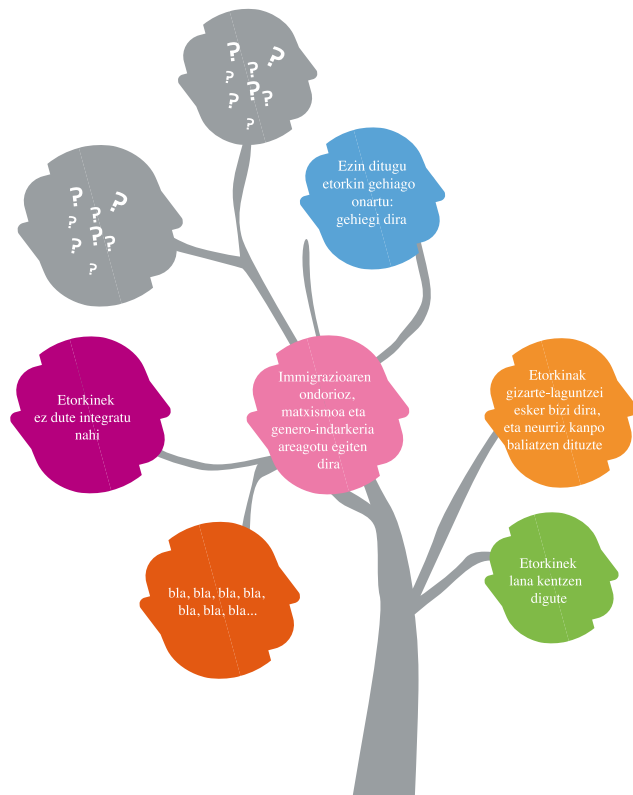 ? ? ?
? ? ? ?
?
Ezin ditugu
etorkin gehiago
onartu:
gehiegi dira
? ? ?
? ? ? ?
?
Immigrazioaren
ondorioz,
matxismoa eta
genero-indarkeria
areagotu egiten
dira
Etorkinek
ez dute integratu
nahi
Etorkinak
gizarte-laguntzei
esker bizi dira,
eta neurriz kanpo
baliatzen dituzte
bla, bla, bla, bla,
bla, bla, bla...
Etorkinek
lana kentzen
digute